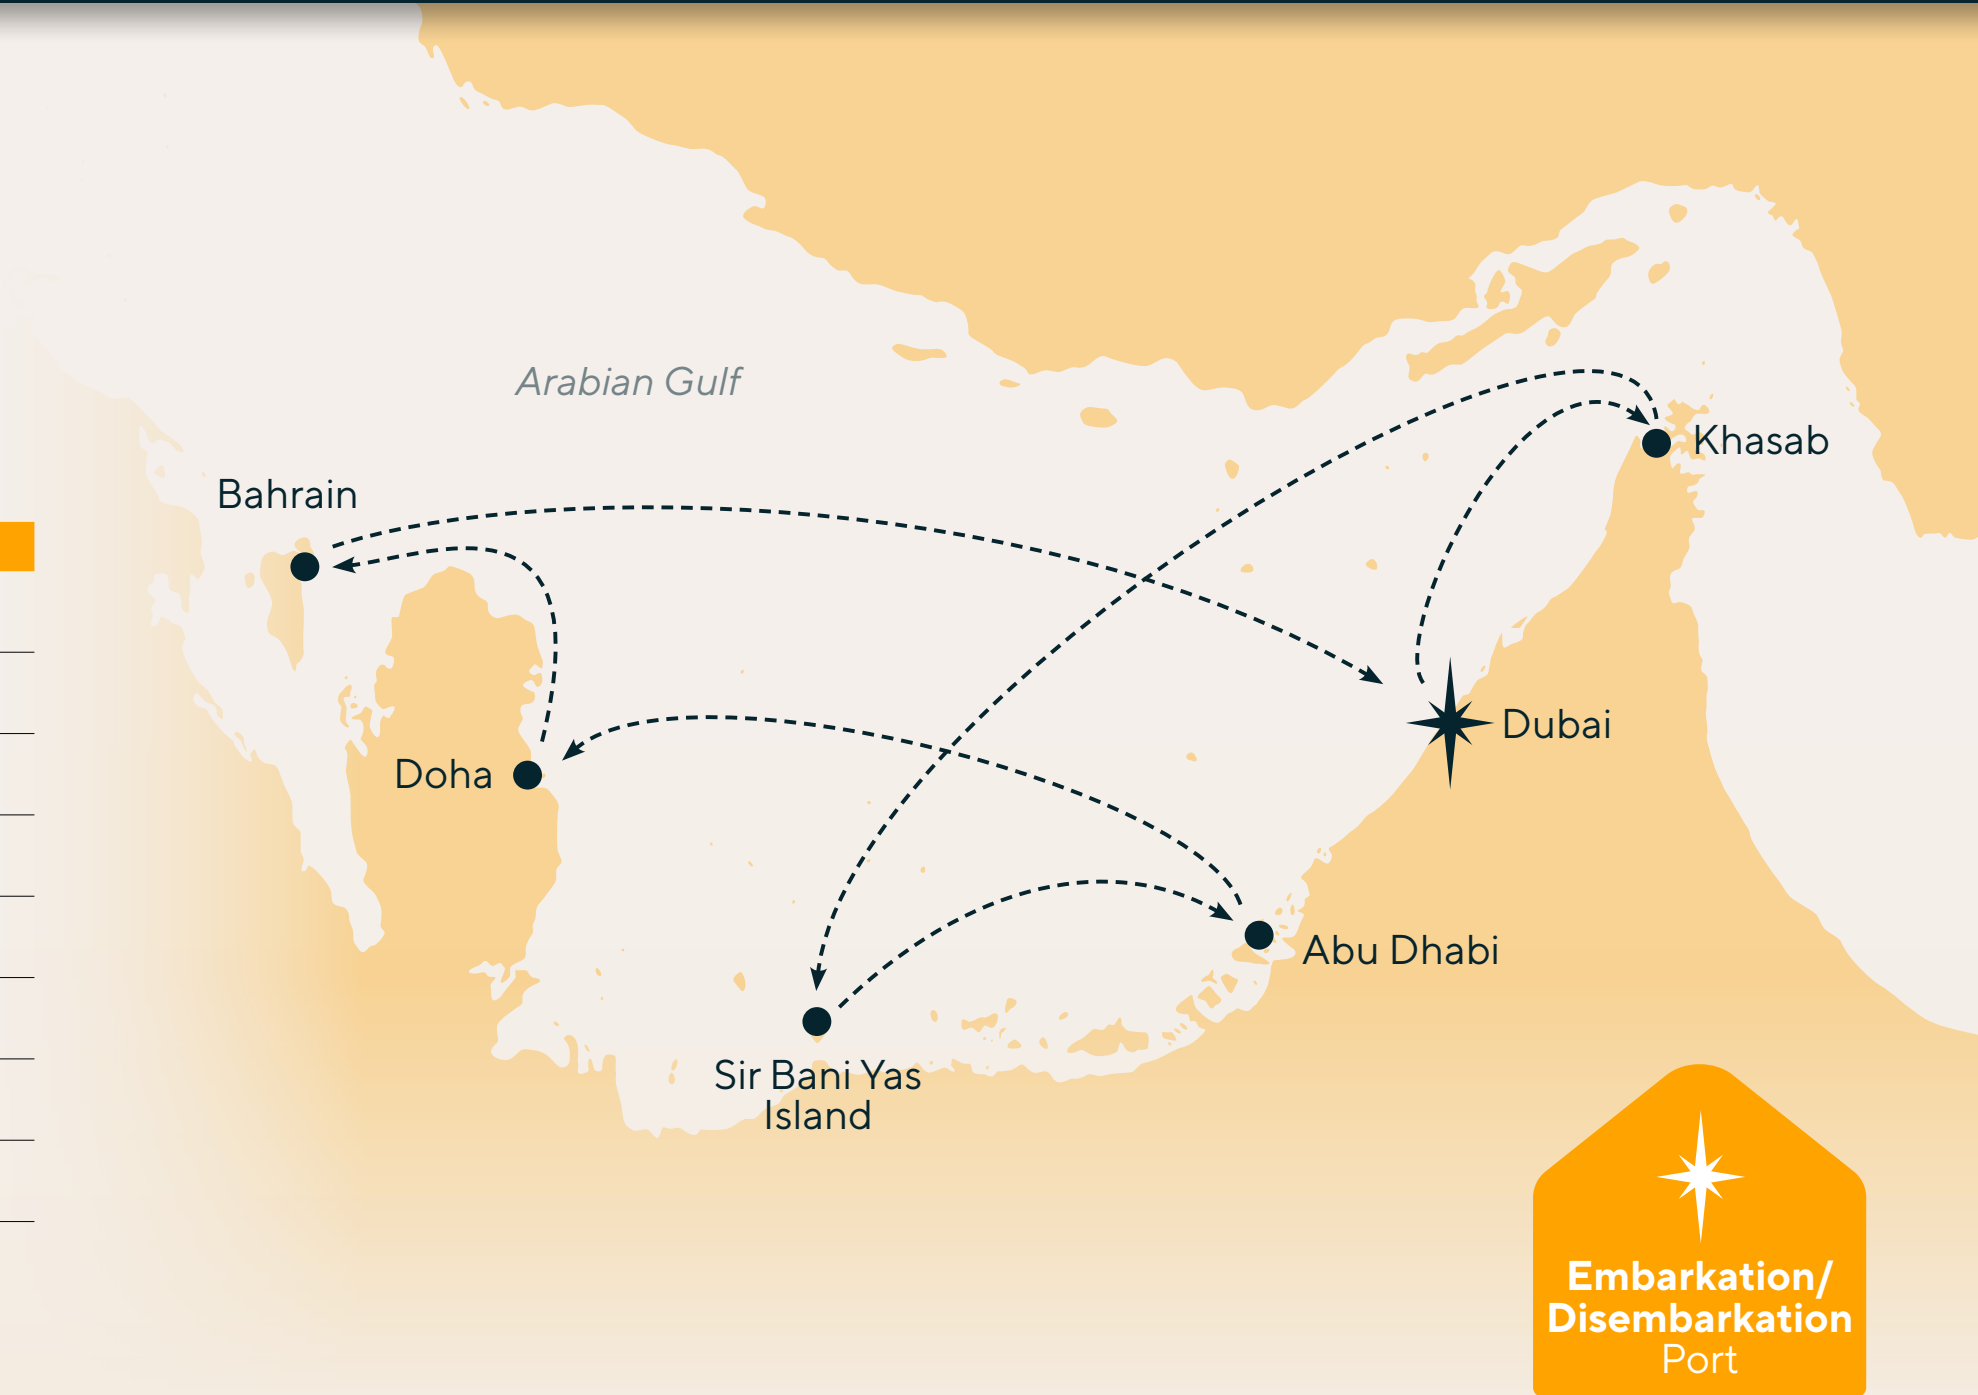 Arabian Gulf
Khasab
Bahrain
Dubai
Doha
Abu Dhabi
Sir Bani Yas
Island
Embarkation/
Disembarkation
Port